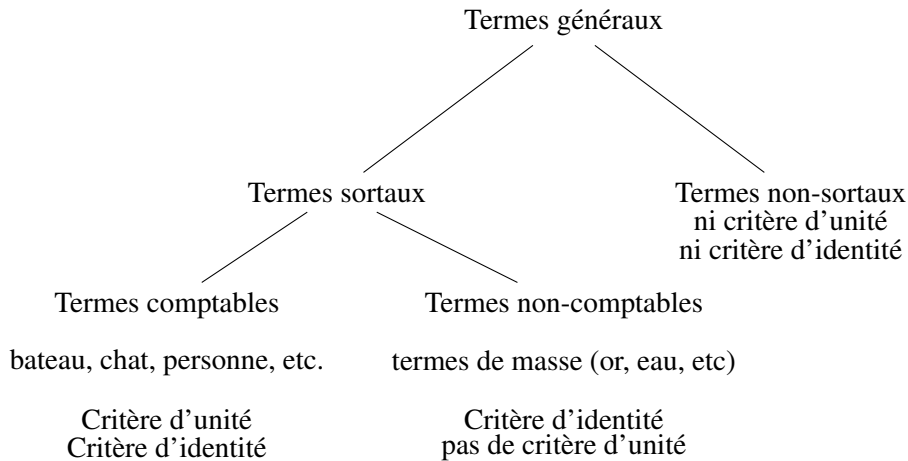 Termes généraux
Termes sortaux
Termes non-sortaux
ni critère d'unité
ni critère d'identité
Termes comptables
Termes non-comptables
bateau, chat, personne, etc.
termes de masse (or, eau, etc)
Critère d'unité
Critère d'identité
Critère d'identité
pas de critère d'unité